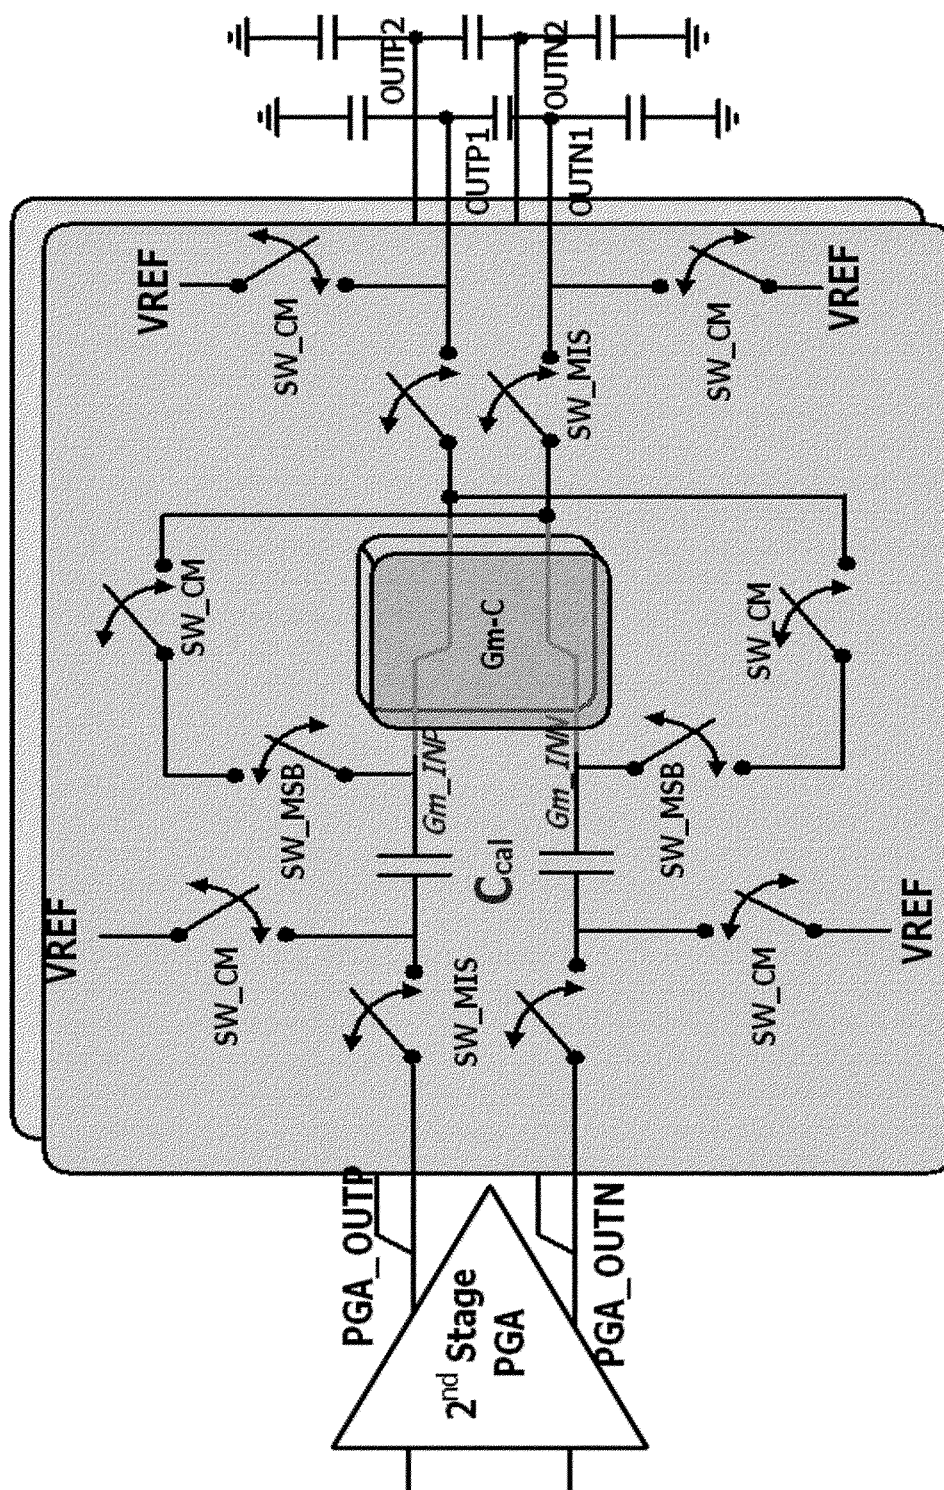 OUTP2
OUTN2
OUTP1
OUTN1
VREF
SW_CM
SW_CM
VREF
SW_MIS
SW_CM
SW_CM
Gm-C
Gm_INP
Gm_INN
SW_MSB
SW_MSB
Ccal
VREF
SW_CM
SW_MIS
SW_CM
VREF
PGA_OUTP
PGA_OUTN
2nd Stage
PGA